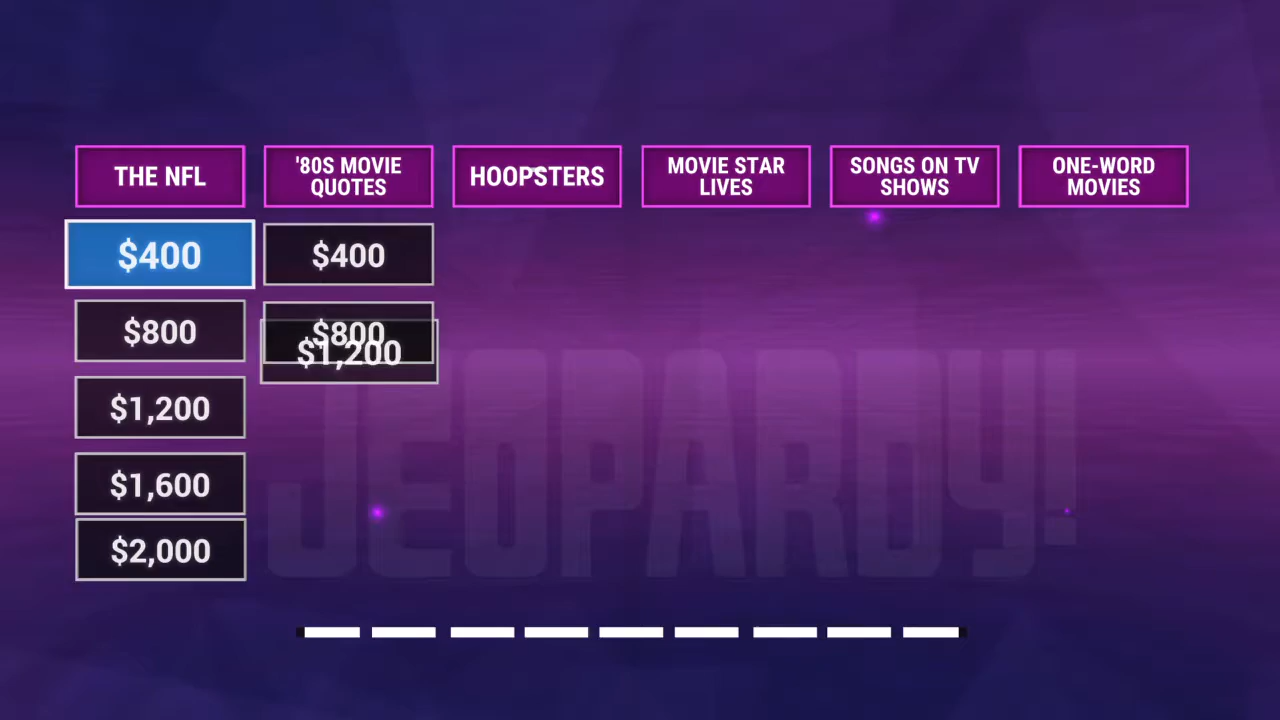 THE NFL
'80S MOVIE
QUOTES
HOOPSTERS
MOVIE STAR
LIVES
SONGS ON TV
SHOWS
ONE-WORD
MOVIES
$400
$400
$800
$800
$1,200
$1,200
$1,600
$2,000
JEOPARDY!